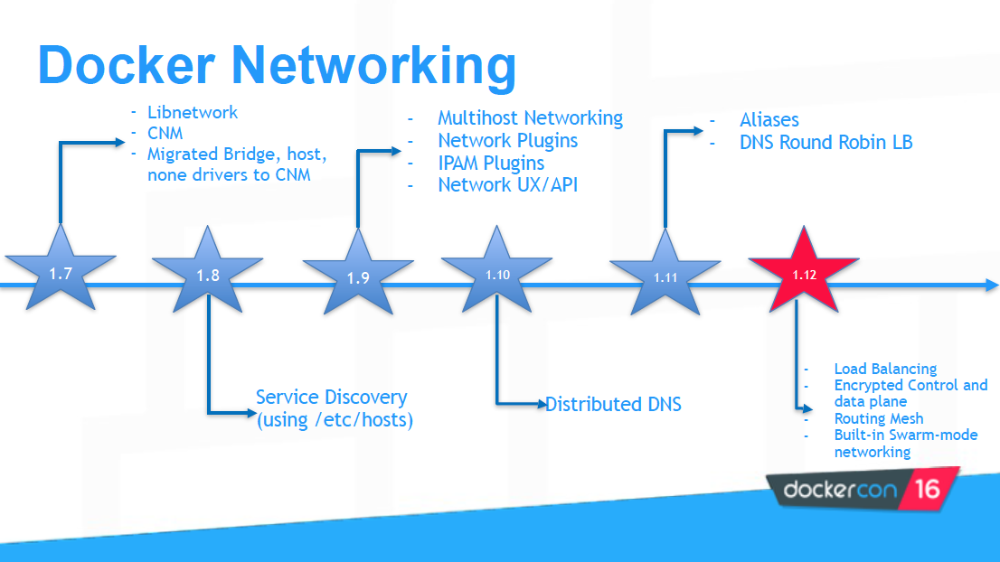 Docker Networking
- Libnetwork
- CNM
- Migrated Bridge, host,
none drivers to CNM
- Multihost Networking
- Network Plugins
- IPAM Plugins
- Network UX/API
- Aliases
- DNS Round Robin LB
1.7
1.8
1.9
1.10
1.11
1.12
Service Discovery
(using /etc/hosts)
Distributed DNS
- Load Balancing
- Encrypted Control and
data plane
- Routing Mesh
- Built-in Swarm-mode
networking
dockercon 16